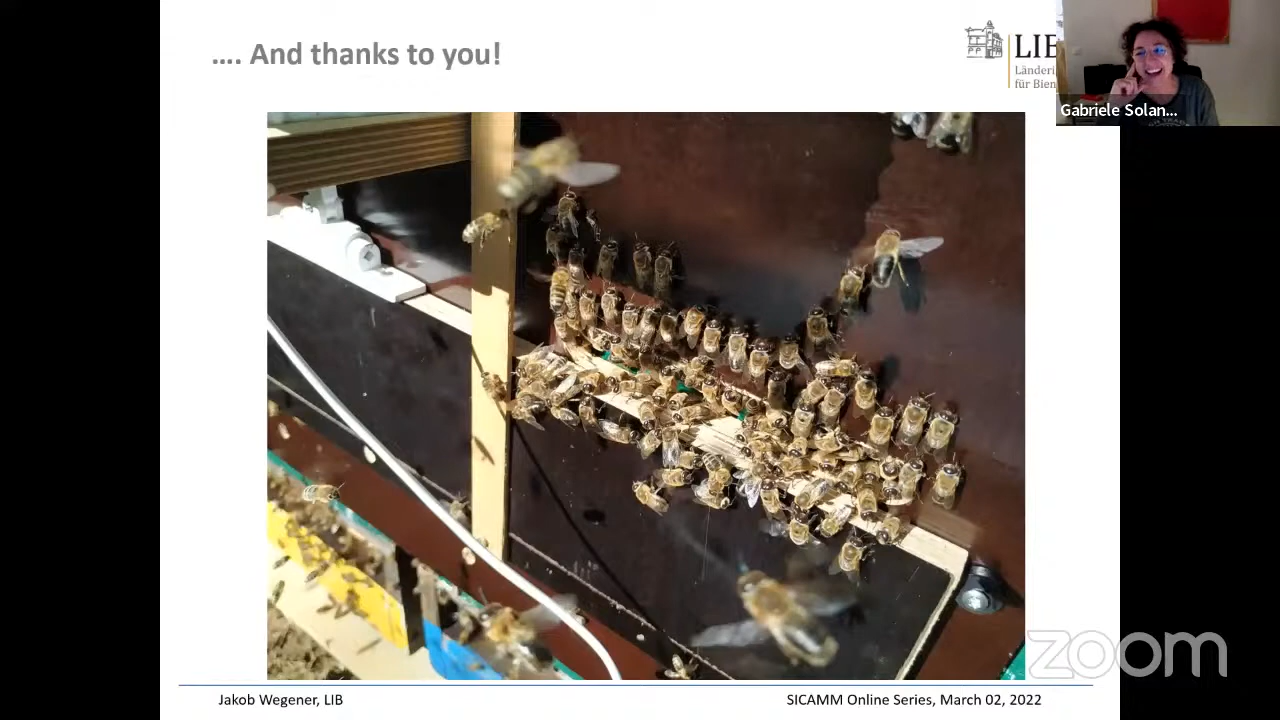 .... And thanks to you!
LIE
Länderi
für Bien
Gabriele Solan...
zoom
Jakob Wegener, LIB
SICAMM Online Series, March 02, 2022